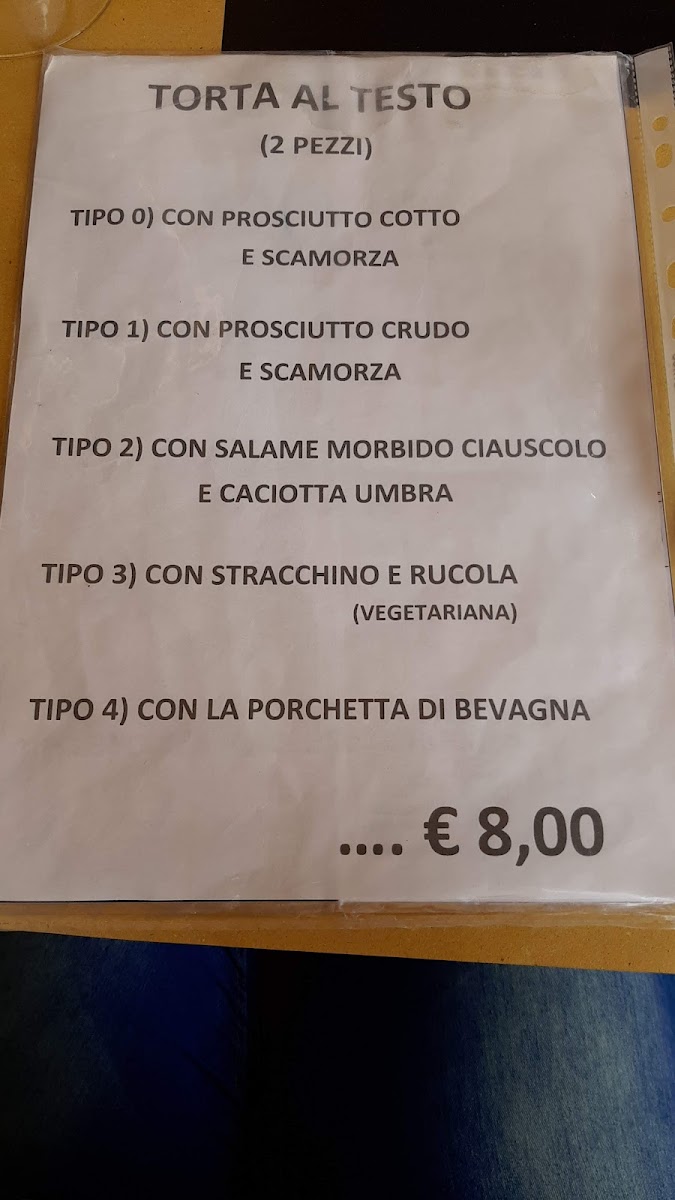 TORTA AL TESTO
(2 PEZZI)
TIPO 0) CON PROSCIUTTO COTTO
E SCAMORZA
TIPO 1) CON PROSCIUTTO CRUDO
E SCAMORZA
TIPO 2) CON SALAME MORBIDO CIAUSCOLO
E CACIOTTA UMBRA
TIPO 3) CON STRACCHINO E RUCOLA
(VEGETARIANA)
TIPO 4) CON LA PORCHETTA DI BEVAGNA
.... € 8,00